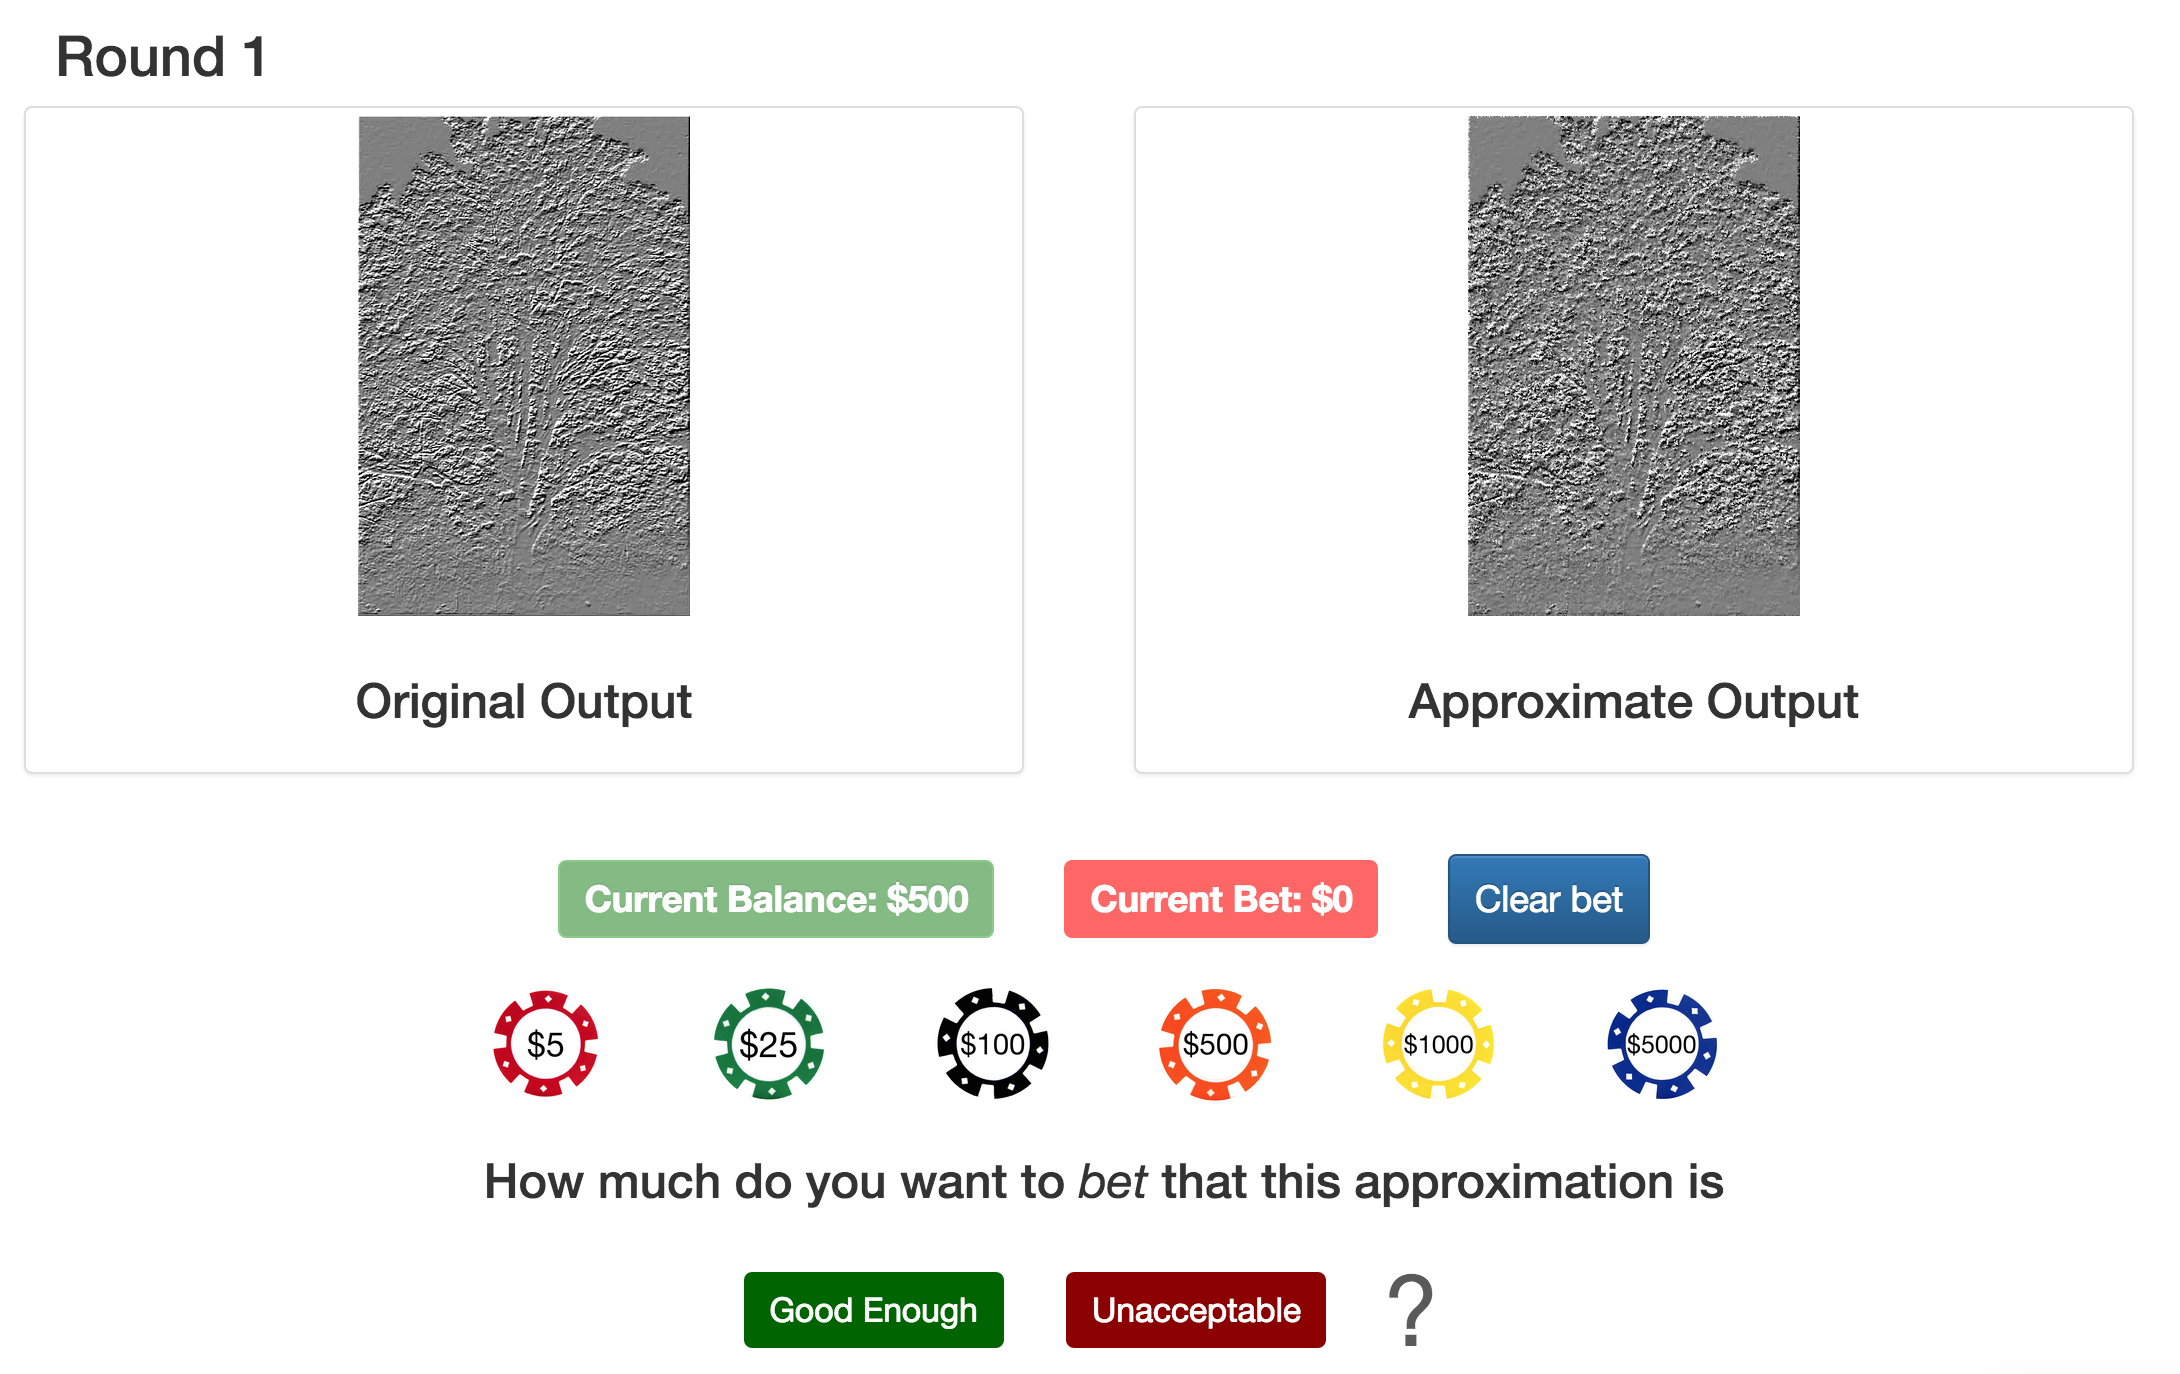 Round 1
Original Output
Approximate Output
Current Balance: $500
Current Bet: $0
Clear bet
$5
$25
$100
$500
$1000
$5000
How much do you want to bet that this approximation is
Good Enough
Unacceptable
?